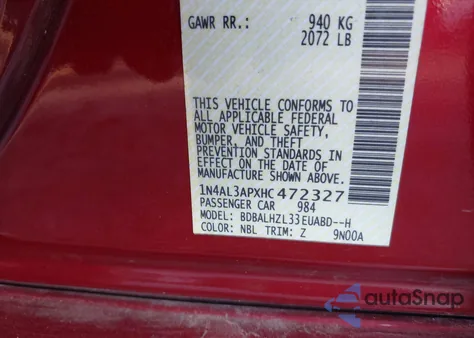 GAWR RR.: 940 KG
2072 LB
THIS VEHICLE CONFORMS TO
ALL APPLICABLE FEDERAL
MOTOR VEHICLE SAFETY,
BUMPER, AND THEFT
PREVENTION STANDARDS IN
EFFECT ON THE DATE OF
MANUFACTURE SHOWN ABOVE.
1N4AL3APXHC472327
PASSENGER CAR 984
MODEL: BDBALHZL33EUABD--H
COLOR: NBL TRIM: Z 9N00A
autoSnap